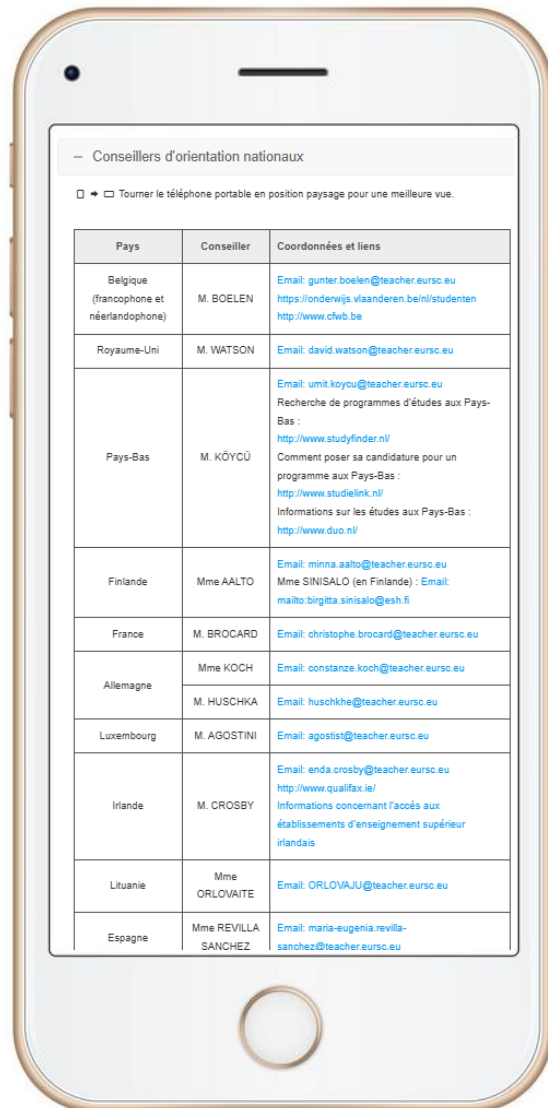 − Conseillers d'orientation nationaux
Tourner le téléphone portable en position paysage pour une meilleure vue.
Pays Conseiller Coordonnées et liens
Belgique (francophone et néerlandophone)
M. BOELEN
Email: gunter.boelen@teacher.eursc.eu
https://onderwijs.vlaanderen.be/nl/studenten
http://www.cfwb.be
Royaume-Uni M. WATSON Email: david.watson@teacher.eursc.eu
Pays-Bas
M. KÖYCÜ
Email: umit.koycu@teacher.eursc.eu
Recherche de programmes d'études aux Pays-
Bas :
http://www.studyfinder.nl/
Comment poser sa candidature pour un
programme aux Pays-Bas :
http://www.studielink.nl/
Informations sur les études aux Pays-Bas :
http://www.duo.nl/
Finlande
Mme AALTO
Email: minna.aalto@teacher.eursc.eu
Mme SINISALO (en Finlande) : Email:
mailto:birgitta.sinisalo@esh.fi
France M. BROCARD Email: christophe.brocard@teacher.eursc.eu
Allemagne
Mme KOCH Email: constanze.koch@teacher.eursc.eu
M. HUSCHKA Email: huschkhe@teacher.eursc.eu
Luxembourg M. AGOSTINI Email: agostist@teacher.eursc.eu
Irlande
M. CROSBY
Email: enda.crosby@teacher.eursc.eu
http://www.qualifax.ie/
Informations concernant l'accès aux
établissements d'enseignement supérieur
irlandais
Lituanie
Mme
ORLOVAITE
Email: ORLOVAJU@teacher.eursc.eu
Espagne
Mme REVILLA
SANCHEZ
Email: maria-eugenia.revilla-
sanchez@teacher.eursc.eu